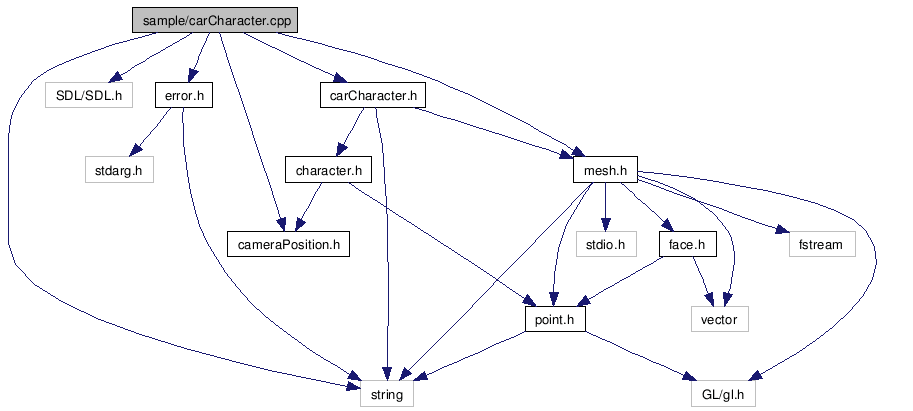 sample/carCharacter.cpp
SDL/SDL.h
error.h
carCharacter.h
stdarg.h
character.h
mesh.h
cameraPosition.h
stdio.h
face.h
fstream
point.h
vector
string
GL/gl.h